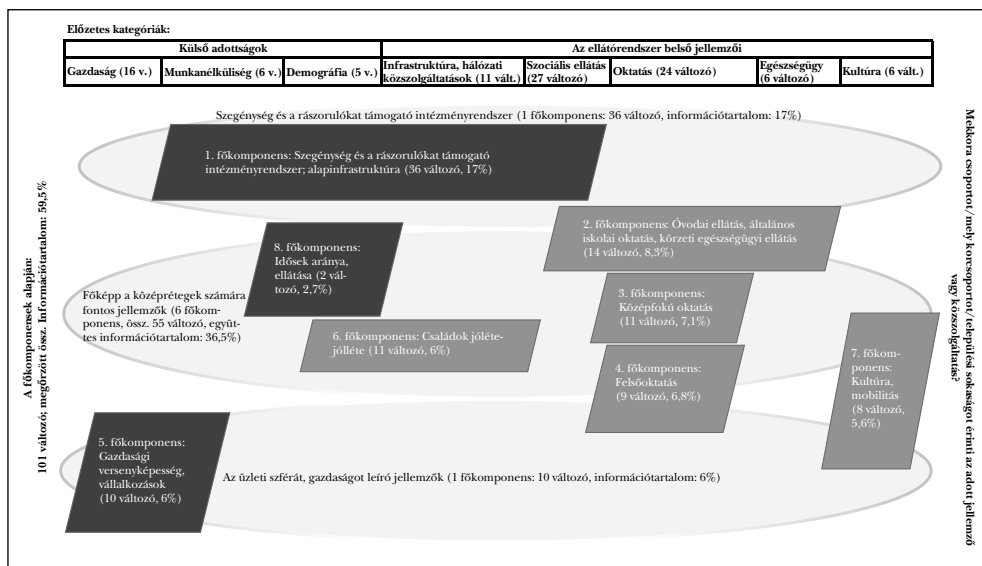 Előzetes kategóriák:
Külső adottságok
Az ellátórendszer belső jellemzői
Gazdaság (16 v.)
Munkanélküliség (6 v.)
Demográfia (5 v.)
Infrastruktúra, hálózati
közszolgáltatások (11 vált.)
Szociális ellátás
(27 változó)
Oktatás (24 változó)
Egészségügy
(6 változó)
Kultúra (6 vált.)
A főkomponensek alapján:
101 változó; megőrzött össz. Információtartalom: 59,5%
Szegénység és a rászorulókat támogató intézményrendszer (1 főkomponens: 36 változó, információtartalom: 17%)
1. főkomponens: Szegénység és a rászorulókat támogató
intézményrendszer; alapinfrastruktúra (36 változó, 17%)
2. főkomponens: Óvodai ellátás, általános
iskolai oktatás, körzeti egészségügyi ellátás
(14 változó, 8,3%)
8. főkomponens:
Idősek aránya,
ellátása (2 vál-
tozó, 2,7%)
3. főkomponens:
Középfokú oktatás
(11 változó, 7,1%)
Főképp a középrétegek számára
fontos jellemzők (6 főkom-
ponens, össz. 55 változó, együt-
tes információtartalom: 36,5%)
6. főkomponens: Családok jóléte-
jólléte (11 változó, 6%)
4. főkomponens:
Felsőoktatás
(9 változó, 6,8%)
7. főkom-
ponens:
Kultúra,
mobilitás
(8 változó,
5,6%)
5. főkomponens:
Gazdasági
versenyképesség,
vállalkozások
(10 változó, 6%)
Az üzleti szférát, gazdaságot leíró jellemzők (1 főkomponens: 10 változó, információtartalom: 6%)
Mekkora csoportot/mely korcsoportot/települési sokaságot érinti az adott jellemző
vagy közszolgáltatás?